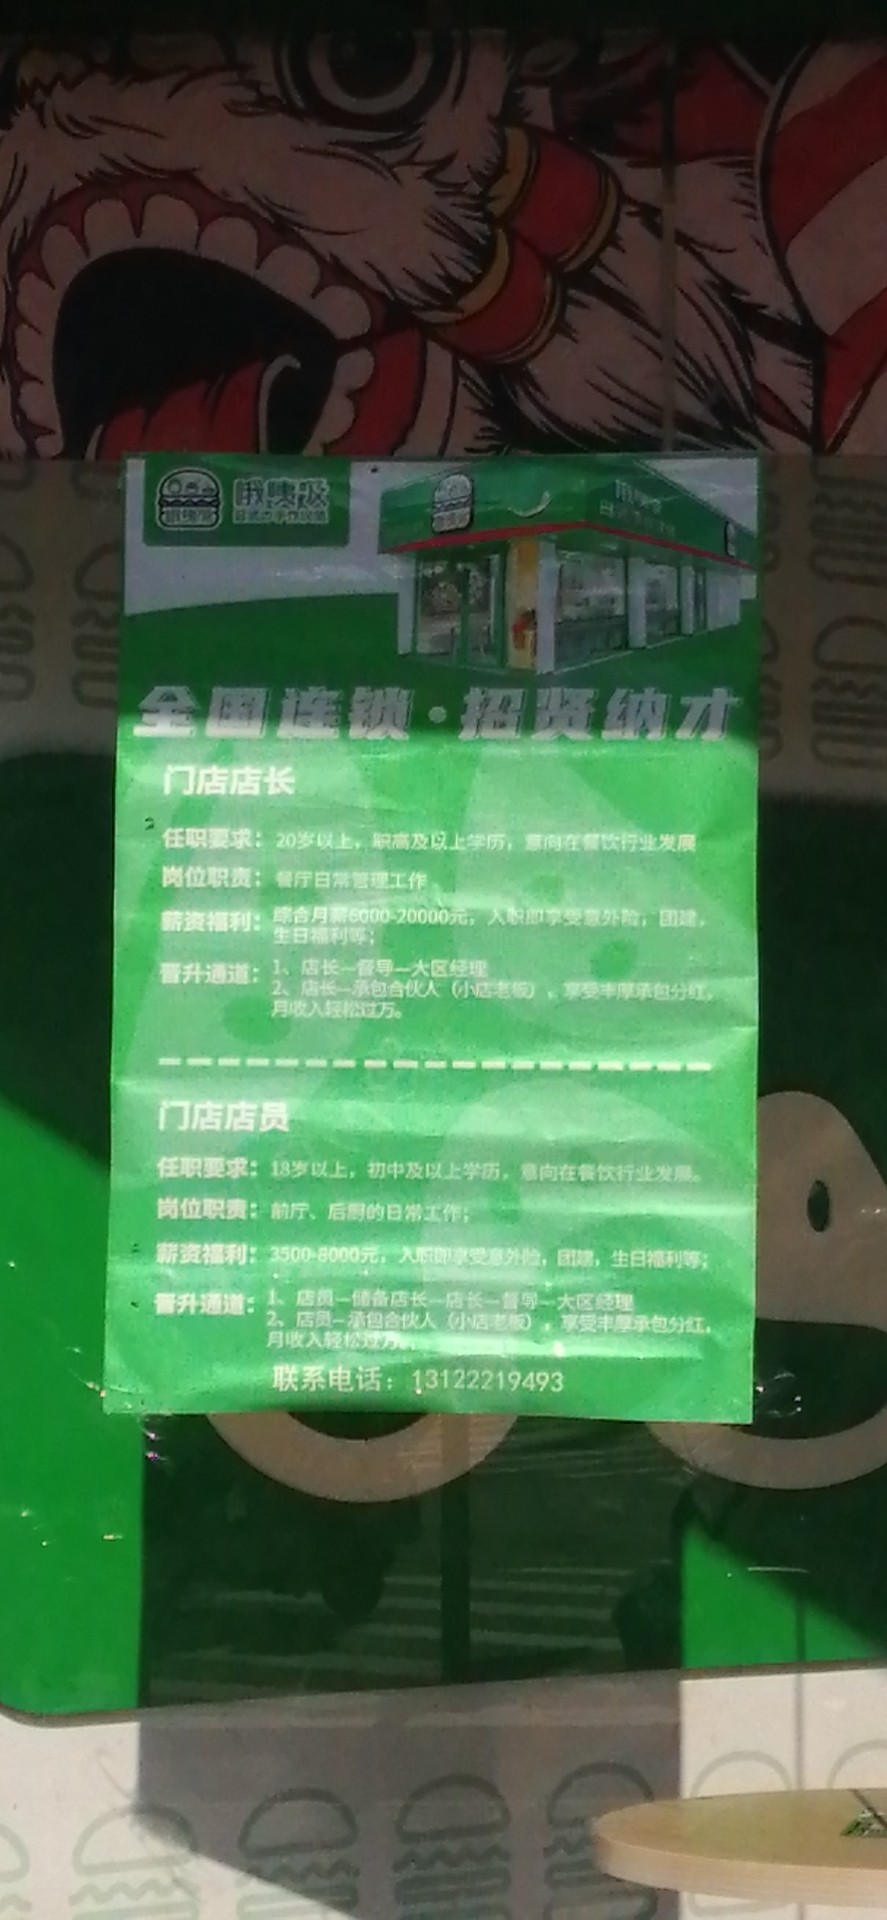 全国连锁·招贤纳才
门店店长
任职要求：20岁以上，职高及以上学历，意向在餐饮行业发展
岗位职责：餐厅日常管理工作
薪资福利：综合月薪6000-20000元，入职即享受意外险，团建，
生日福利等；
晋升通道：1、店长—督导—大区经理
2、店长—承包合伙人（小店老板），享受丰厚承包分红，
月收入轻松过万。
门店店员
任职要求：18岁以上，初中及以上学历，意向在餐饮行业发展。
岗位职责：前厅、后厨的日常工作；
薪资福利：3500-8000元，入职即享受意外险，团建，生日福利等；
晋升通道：1、店员—储备店长—店长—督导—大区经理
2、店员—承包合伙人（小店老板），享受丰厚承包分红，
月收入轻松过万。
联系电话：13122219493